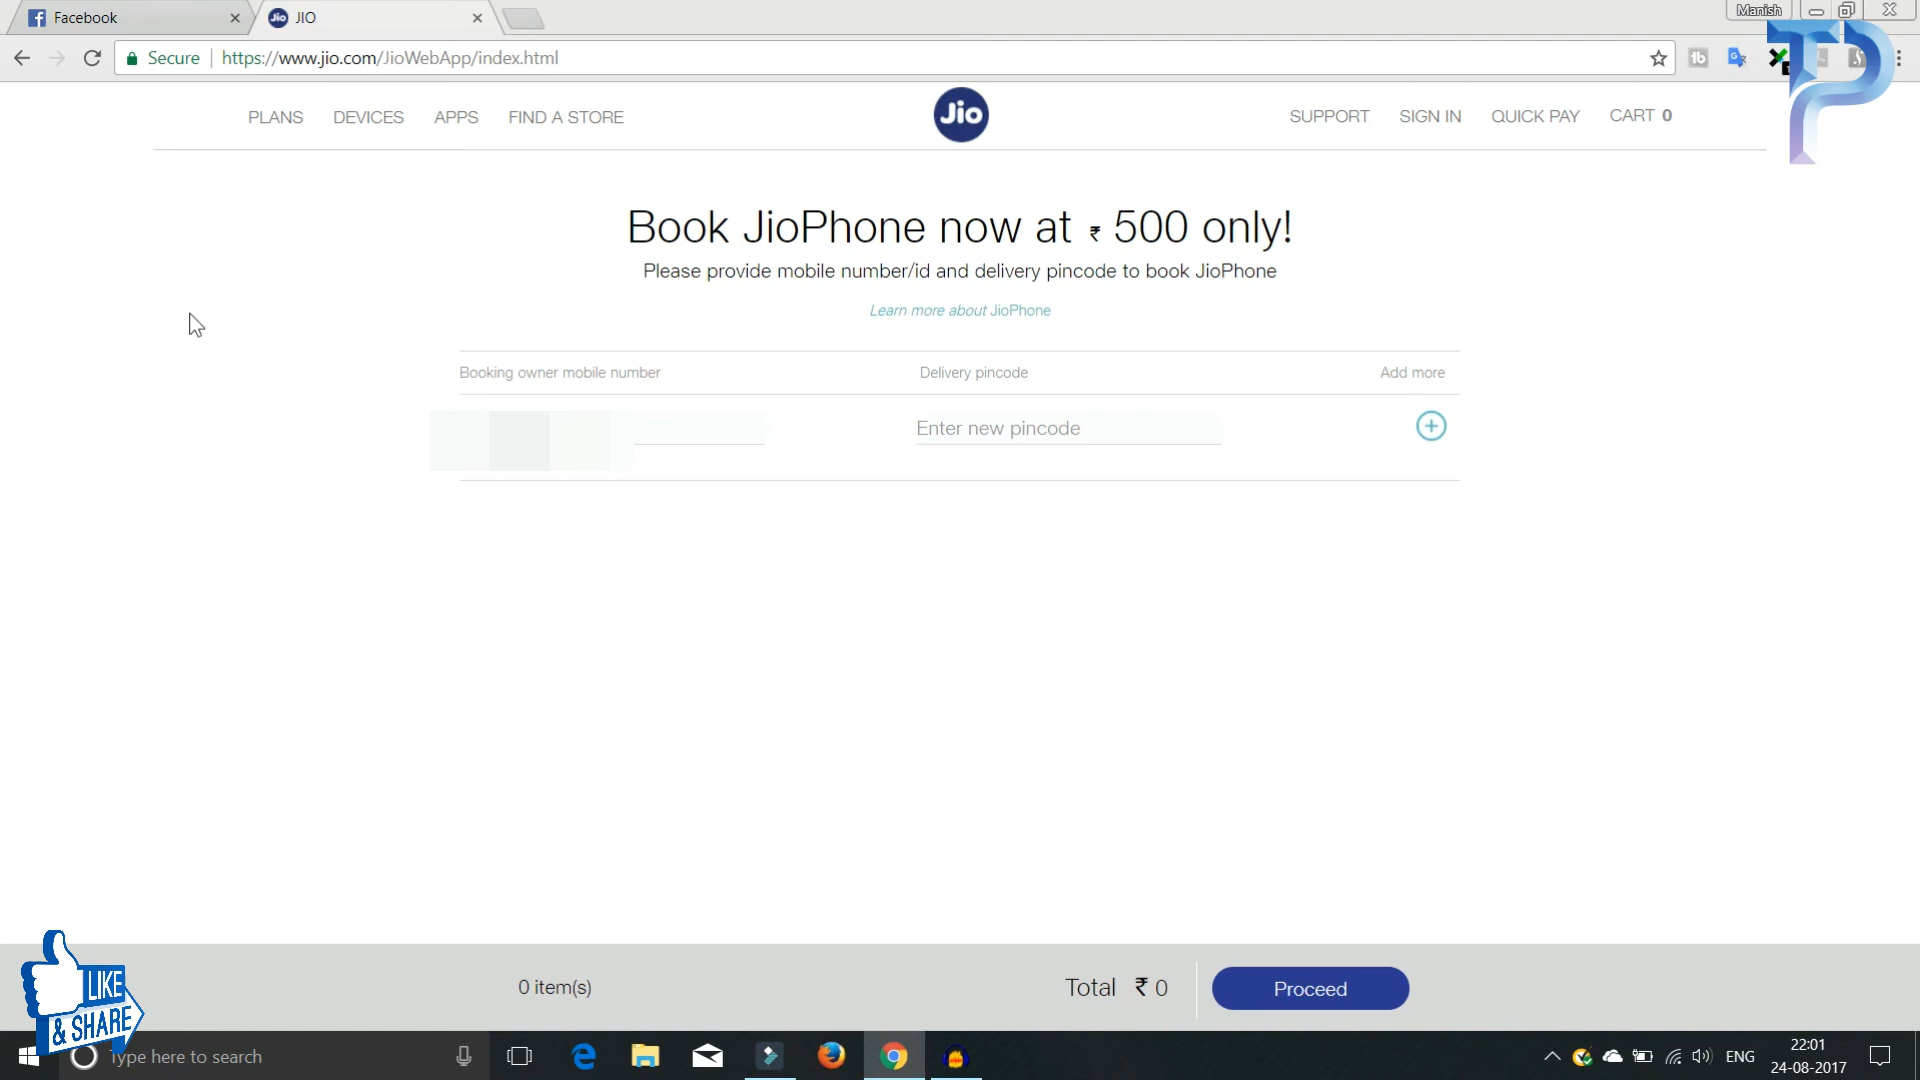 Facebook
JIO
Manish
Secure
https://www.jio.com/JioWebApp/index.html
PLANS
DEVICES
APPS
FIND A STORE
Jio
SUPPORT
SIGN IN
QUICK PAY
CART 0
Book JioPhone now at ₹ 500 only!
Please provide mobile number/id and delivery pincode to book JioPhone
Learn more about JioPhone
Booking owner mobile number
Delivery pincode
Add more
Enter new pincode
0 item(s)
Total ₹ 0
Proceed
LIKE
& SHARE
Type here to search
ENG
22:01
24-08-2017